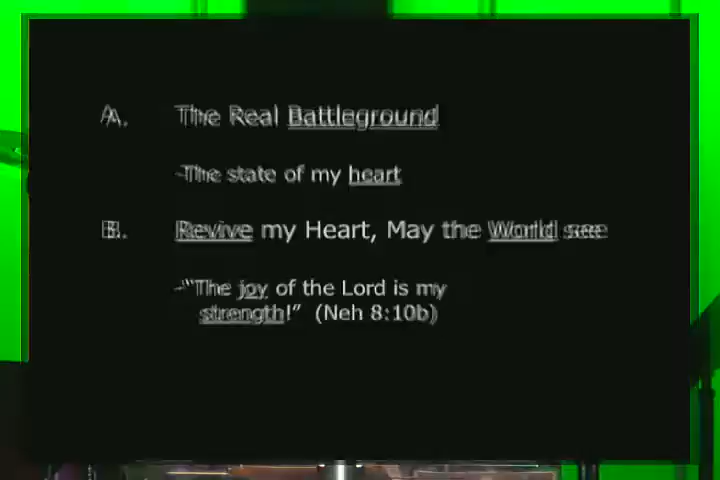 A. The Real Battleground
-The state of my heart
B. Revive my Heart, May the World see
-“The joy of the Lord is my
strength!” (Neh 8:10b)